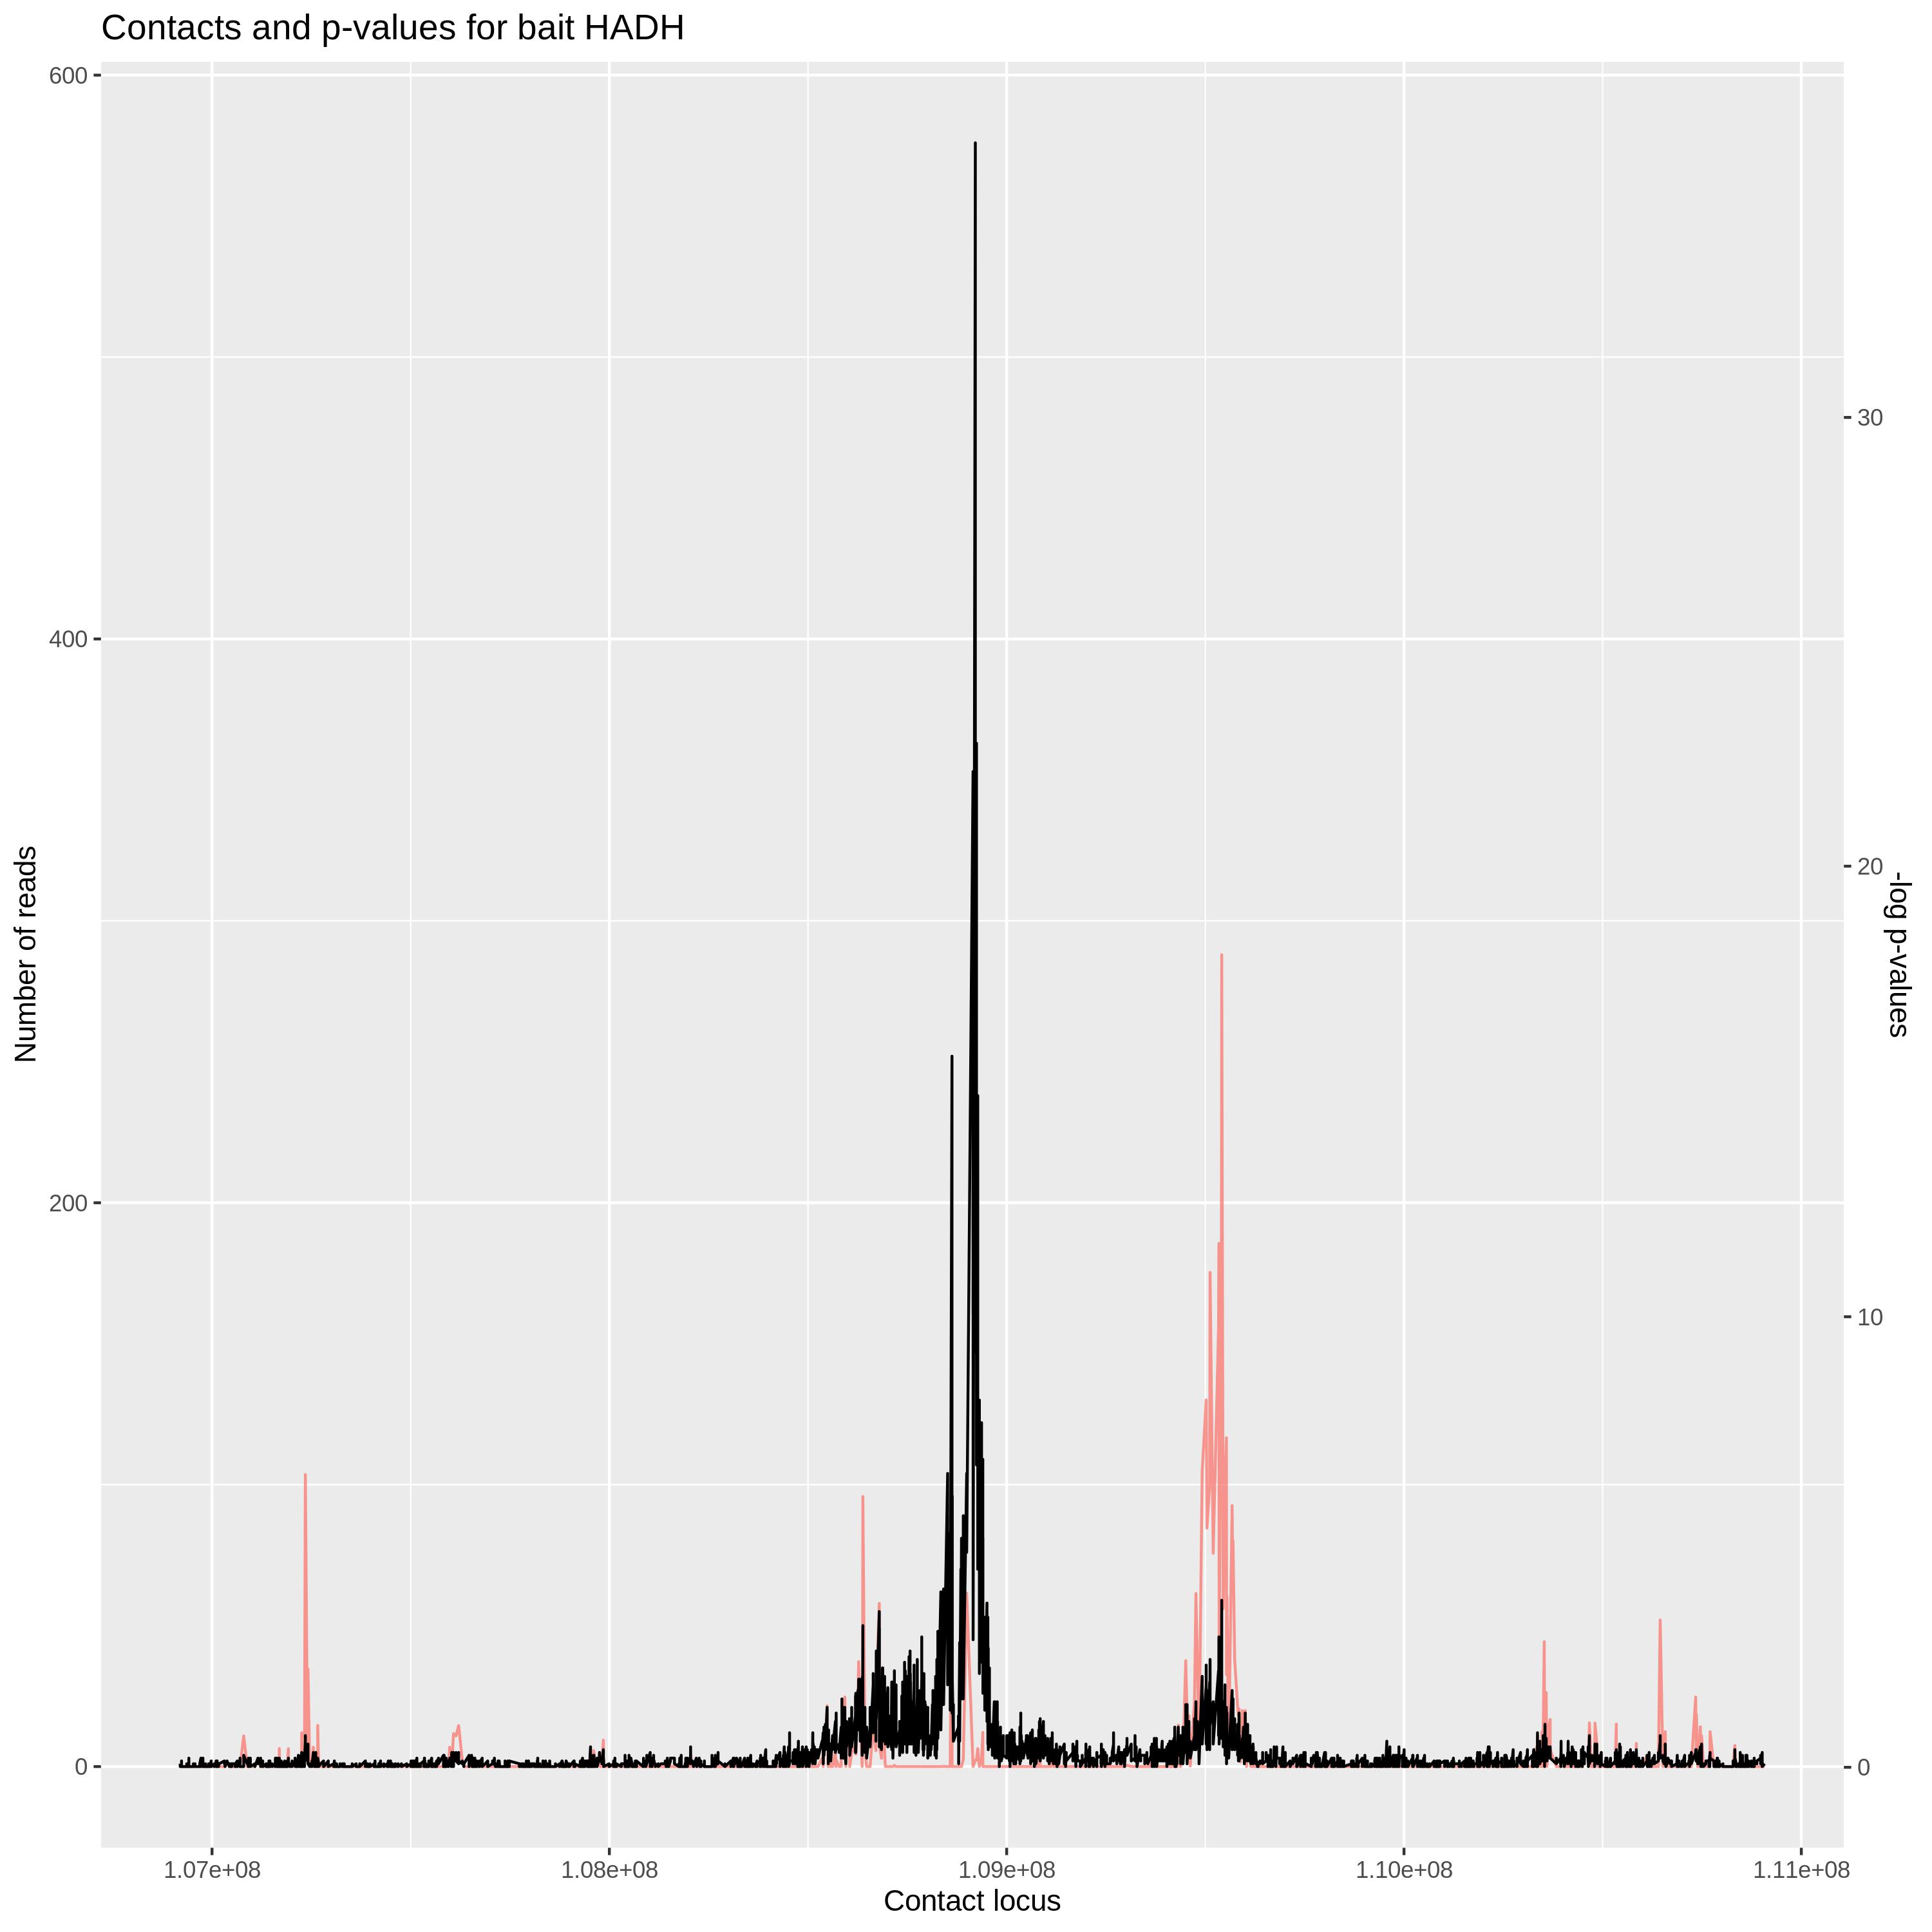 Contacts and p-values for bait HADH
600
400
200
0
Number of reads
30
20
10
0
-log p-values
1.07e+08 1.08e+08 1.09e+08 1.10e+08 1.11e+08
Contact locus